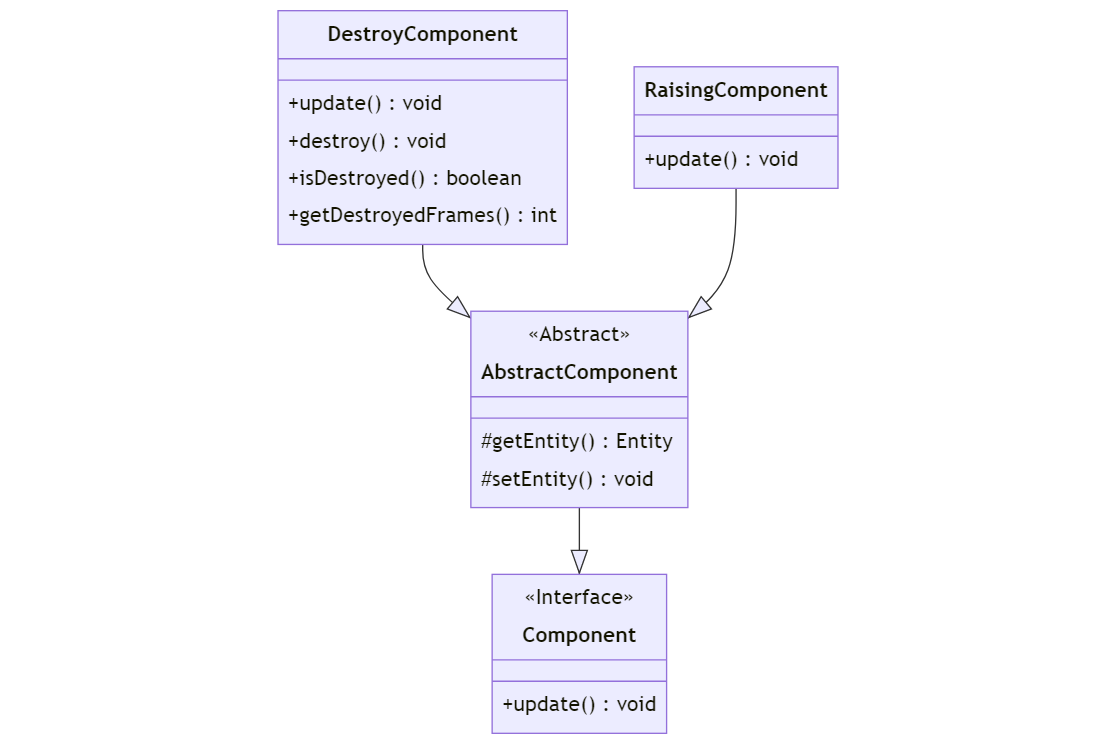 DestroyComponent
+update() : void
+destroy() : void
+isDestroyed() : boolean
+getDestroyedFrames() : int
RaisingComponent
+update() : void
«Abstract»
AbstractComponent
#getEntity() : Entity
#setEntity() : void
«Interface»
Component
+update() : void